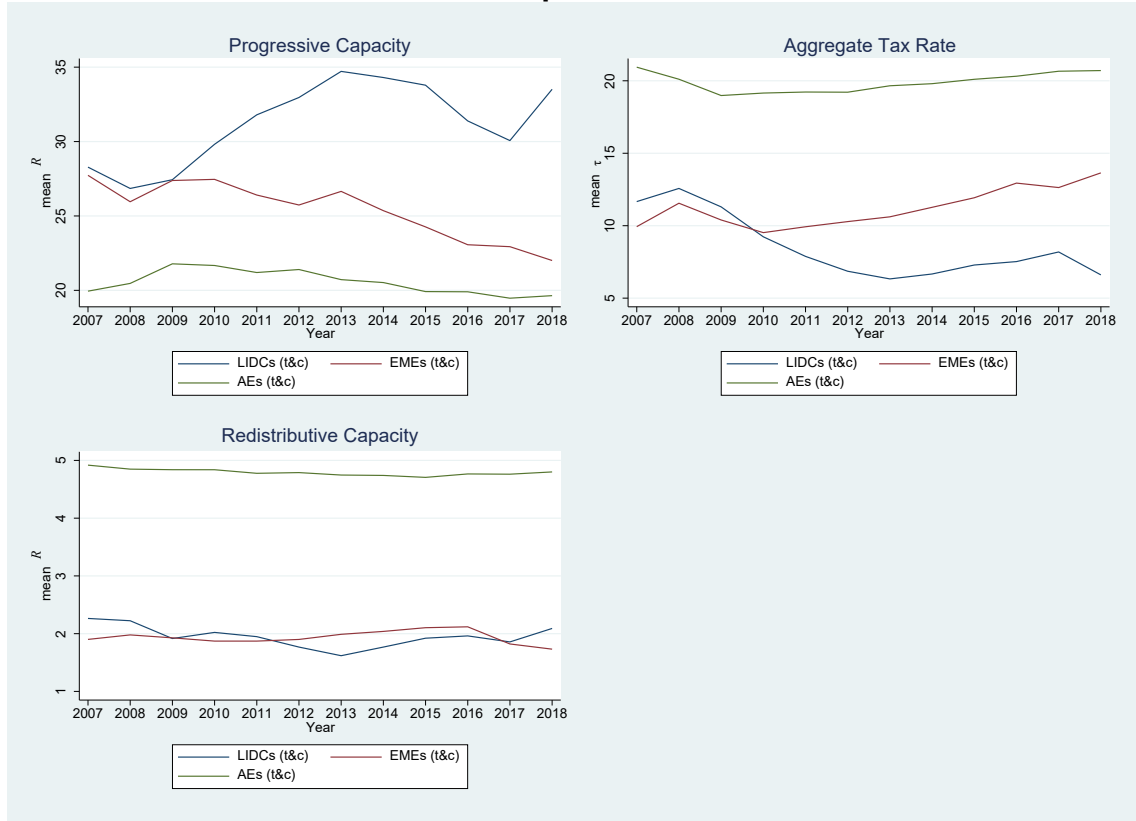 Progressive Capacity
35
30
25
20
mean R
2007 2008 2009 2010 2011 2012 2013 2014 2015 2016 2017 2018
Year
LIDCs (t&c) EMEs (t&c)
AEs (t&c)
Aggregate Tax Rate
20
15
10
5
mean τ
2007 2008 2009 2010 2011 2012 2013 2014 2015 2016 2017 2018
Year
LIDCs (t&c) EMEs (t&c)
AEs (t&c)
Redistributive Capacity
5
4
3
2
1
mean R
2007 2008 2009 2010 2011 2012 2013 2014 2015 2016 2017 2018
Year
LIDCs (t&c) EMEs (t&c)
AEs (t&c)